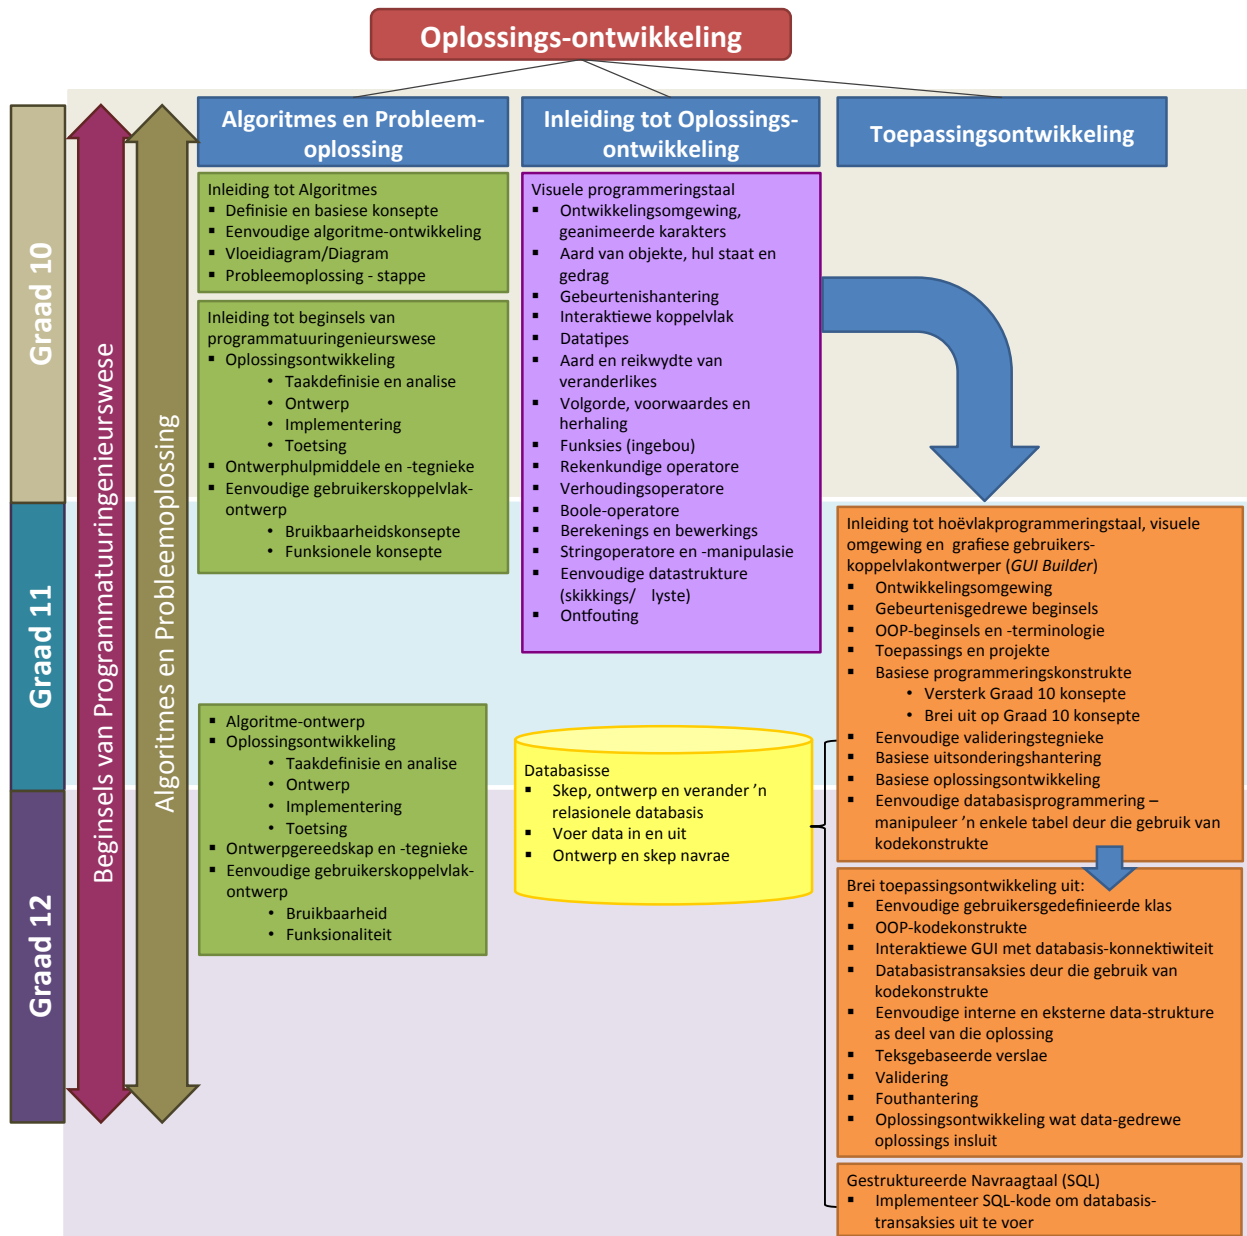 Oplossings-ontwikkeling
Graad 10
Graad 11
Graad 12
Beginsels van Programmatuuringenieurswese
Algoritmes en Probleemoplossing
Algoritmes en Probleem-
oplossing
Inleiding tot Algoritmes
▪ Definisie en basiese konsepte
▪ Eenvoudige algoritme-ontwikkeling
▪ Vloeidiagram/Diagram
▪ Probleemoplossing - stappe
Inleiding tot beginsels van
programmatuuringenieurswese
▪ Oplossingsontwikkeling
• Taakdefinisie en analise
• Ontwerp
• Implementering
• Toetsing
▪ Ontwerphulpmiddele en -tegnieke
▪ Eenvoudige gebruikerskoppelvlak-
ontwerp
• Bruikbaarheidskonsepte
• Funksionele konsepte
▪ Algoritme-ontwerp
▪ Oplossingsontwikkeling
• Taakdefinisie en analise
• Ontwerp
• Implementering
• Toetsing
▪ Ontwerpgereedskap en -tegnieke
▪ Eenvoudige gebruikerskoppelvlak-
ontwerp
• Bruikbaarheid
• Funksionaliteit
Inleiding tot Oplossings-
ontwikkeling
Visuele programmeringstaal
▪ Ontwikkelingsomgewing,
geanimeerde karakters
▪ Aard van objekte, hul staat en
gedrag
▪ Gebeurtenishantering
▪ Interaktiewe koppelvlak
▪ Datatipes
▪ Aard en reikwydte van
veranderlikes
▪ Volgorde, voorwaardes en
herhaling
▪ Funksies (ingebou)
▪ Rekenkundige operatore
▪ Verhoudingsoperatore
▪ Boole-operatore
▪ Berekenings en bewerkings
▪ Stringoperatore en -manipulasie
▪ Eenvoudige datastrukture
(skikkings/ lyste)
▪ Ontfouting
Databasisse
▪ Skep, ontwerp en verander ’n
relasionele databasis
▪ Voer data in en uit
▪ Ontwerp en skep navrae
Toepassingsontwikkeling
Inleiding tot hoëvlakprogrammeringstaal, visuele
omgewing en grafiese gebruikers-
koppelvlakontwerper (GUI Builder)
▪ Ontwikkelingsomgewing
▪ Gebeurtenisgedrewe beginsels
▪ OOP-beginsels en -terminologie
▪ Toepassings en projekte
▪ Basiese programmeringskonstrukte
• Versterk Graad 10 konsepte
• Brei uit op Graad 10 konsepte
▪ Eenvoudige valideringstegnieke
▪ Basiese uitsonderingshantering
▪ Basiese oplossingsontwikkeling
▪ Eenvoudige databasisprogrammering –
manipuleer ’n enkele tabel deur die gebruik van
kodekonstrukte
Brei toepassingsontwikkeling uit:
▪ Eenvoudige gebruikersgedefinieerde klas
▪ OOP-kodekonstrukte
▪ Interaktiewe GUI met databasis-konnektiwiteit
▪ Databasistransaksies deur die gebruik van
kodekonstrukte
▪ Eenvoudige interne en eksterne data-strukture
as deel van die oplossing
▪ Teksgebaseerde verslae
▪ Validering
▪ Fouthantering
▪ Oplossingsontwikkeling wat data-gedrewe
oplossings insluit
Gestruktureerde Navraagtaal (SQL)
▪ Implementeer SQL-kode om databasis-
transaksies uit te voer